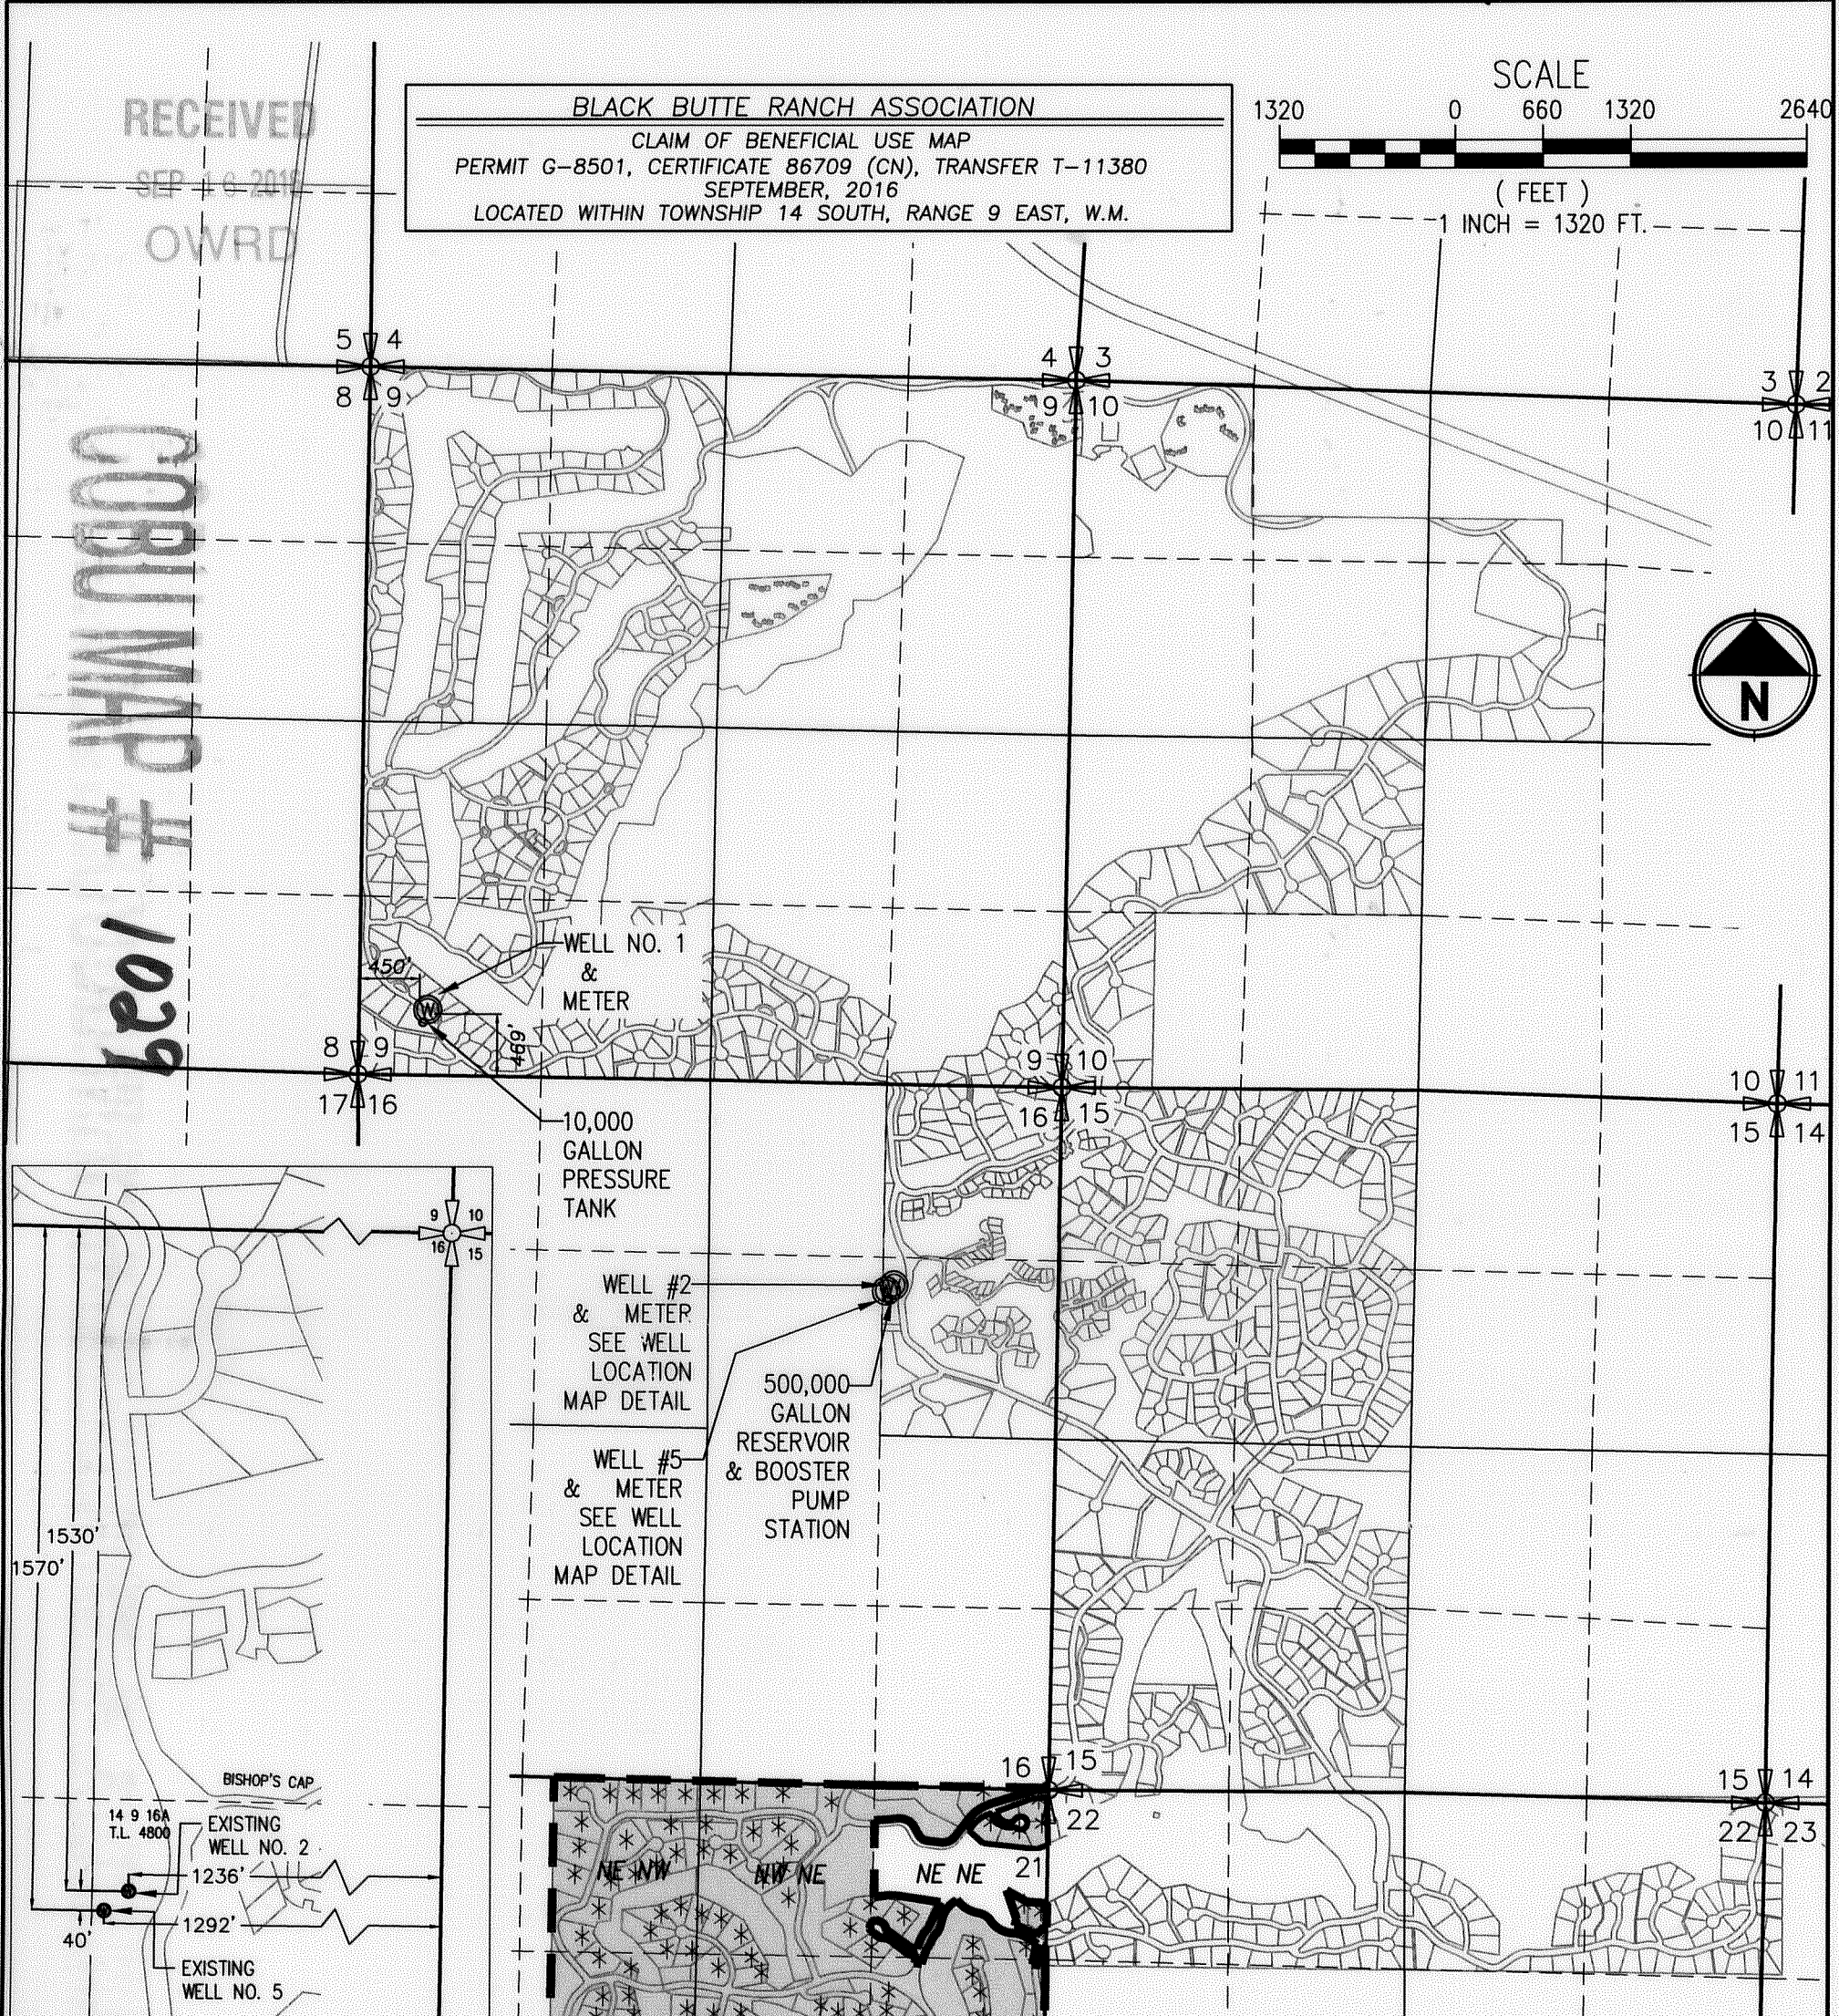 RECEIVED
SEP 16 2016
OWRD
COBU MAP # 1029
BLACK BUTTE RANCH ASSOCIATION
CLAIM OF BENEFICIAL USE MAP
PERMIT G-8501, CERTIFICATE 86709 (CN), TRANSFER T-11380
SEPTEMBER, 2016
LOCATED WITHIN TOWNSHIP 14 SOUTH, RANGE 9 EAST, W.M.
SCALE
1320 0 660 1320 2640
( FEET )
1 INCH = 1320 FT.
5 4
8 9
4 3
9 10
3 2
10 11
N
WELL NO. 1
&
METER
450'
W
469'
8 9
17 16
9 10
16 15
10 11
15 14
10,000
GALLON
PRESSURE
TANK
WELL #2
& METER
SEE WELL
LOCATION
MAP DETAIL
W
500,000
GALLON
RESERVOIR
& BOOSTER
PUMP
STATION
WELL #5
& METER
SEE WELL
LOCATION
MAP DETAIL
9 10
16 15
1530'
1570'
BISHOP'S CAP
14 9 16A
T.L. 4800
EXISTING
WELL NO. 2
1236'
1292'
40'
EXISTING
WELL NO. 5
16 15
21 22
15 14
22 23
NE NW
NW NE
NE NE